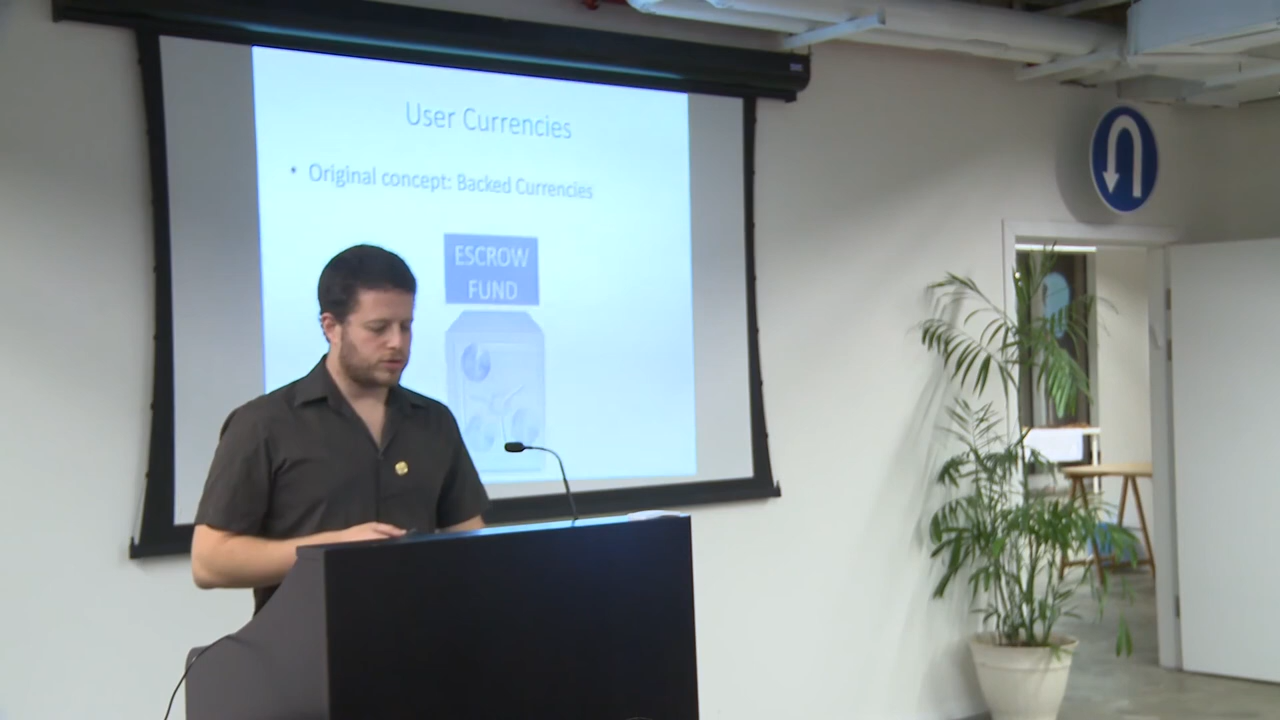 User Currencies
• Original concept: Backed Currencies
ESCROW
FUND